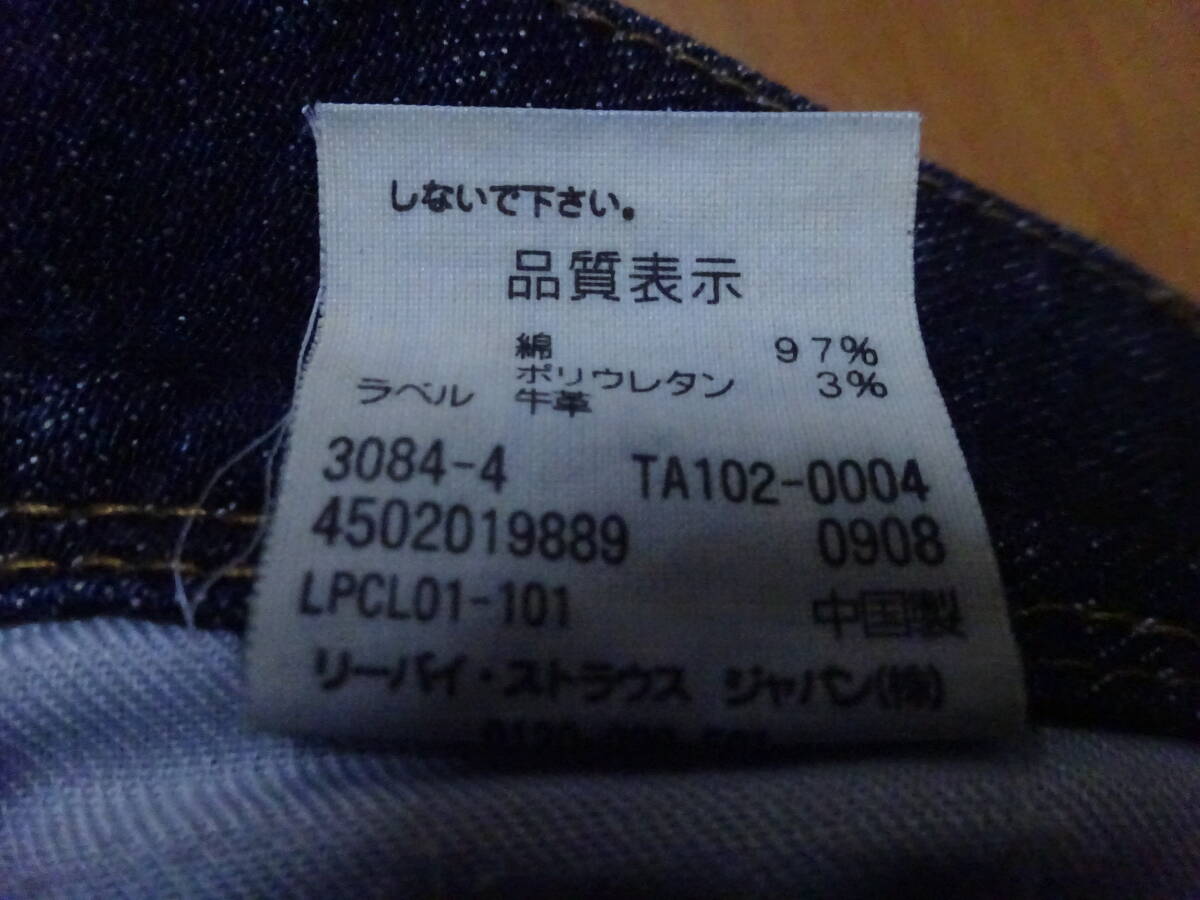 しないで下さい。
品質表示
綿 97%
ポリウレタン 3%
ラベル 牛革
3084-4 TA102-0004
4502019889 0908
LPCL01-101 中国製
リーバイ・ストラウス ジャパン(株)